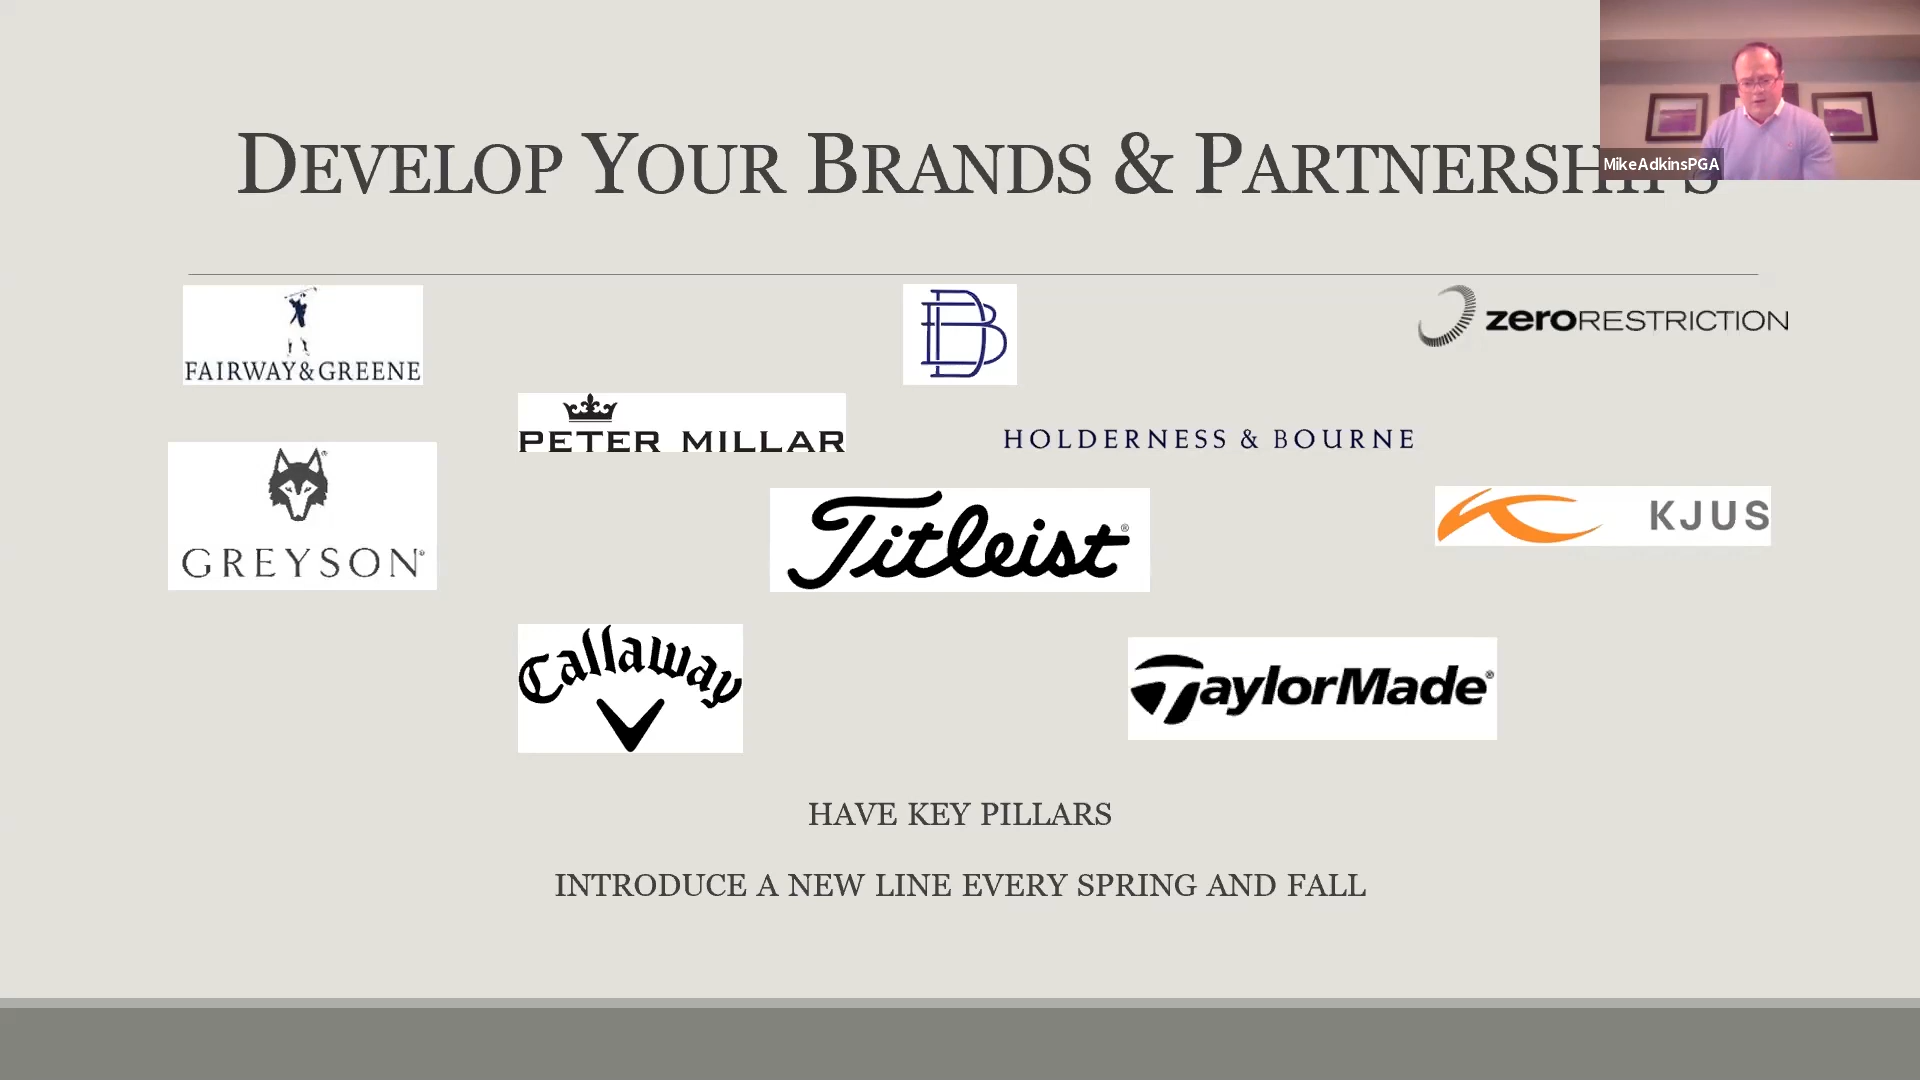 DEVELOP YOUR BRANDS & PARTNERSHIPS
MikeAdkinsPGA
FAIRWAY & GREENE
zeroRESTRICTION
PETER MILLAR
HOLDERNESS & BOURNE
GREYSON®
Titleist®
KJUS
Callaway
TaylorMade®
HAVE KEY PILLARS
INTRODUCE A NEW LINE EVERY SPRING AND FALL